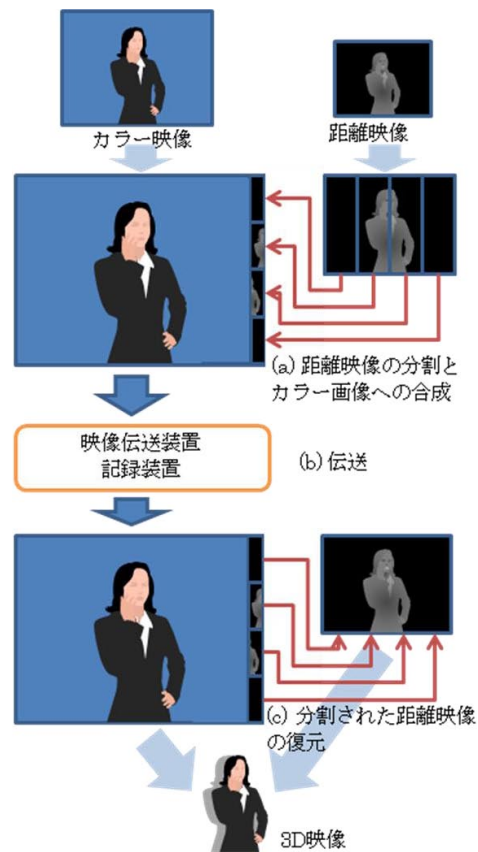 カラー映像
距離映像
(a) 距離映像の分割と
カラー画像への合成
映像伝送装置
記録装置
(b) 伝送
(c) 分割された距離映像
の復元
3D映像